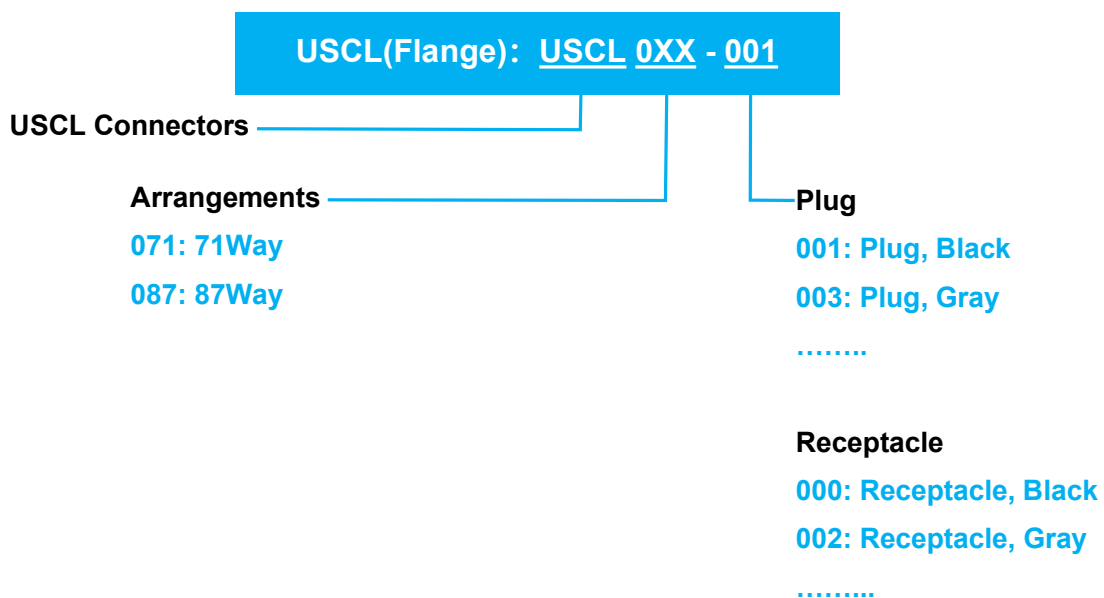 USCL(Flange)： USCL 0XX - 001
USCL Connectors
Arrangements
071: 71Way
087: 87Way
Plug
001: Plug, Black
003: Plug, Gray
……..
Receptacle
000: Receptacle, Black
002: Receptacle, Gray
……...